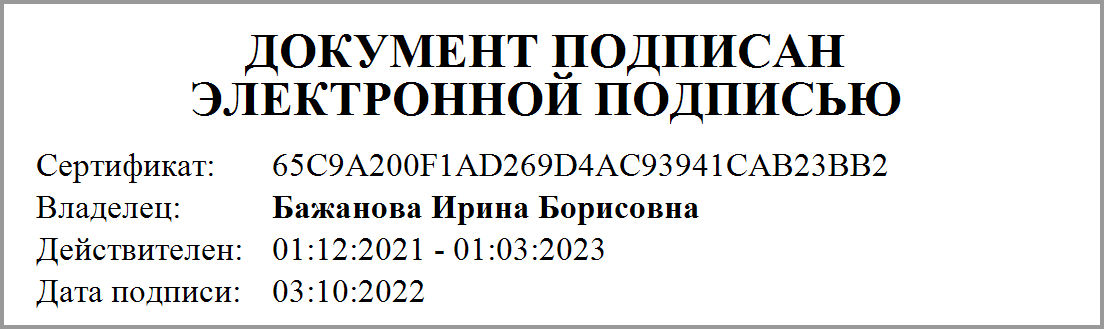 ДОКУМЕНТ ПОДПИСАН
ЭЛЕКТРОННОЙ ПОДПИСЬЮ
Сертификат: 65C9A200F1AD269D4AC93941CAB23BB2
Владелец: Бажанова Ирина Борисовна
Действителен: 01:12:2021 - 01:03:2023
Дата подписи: 03:10:2022